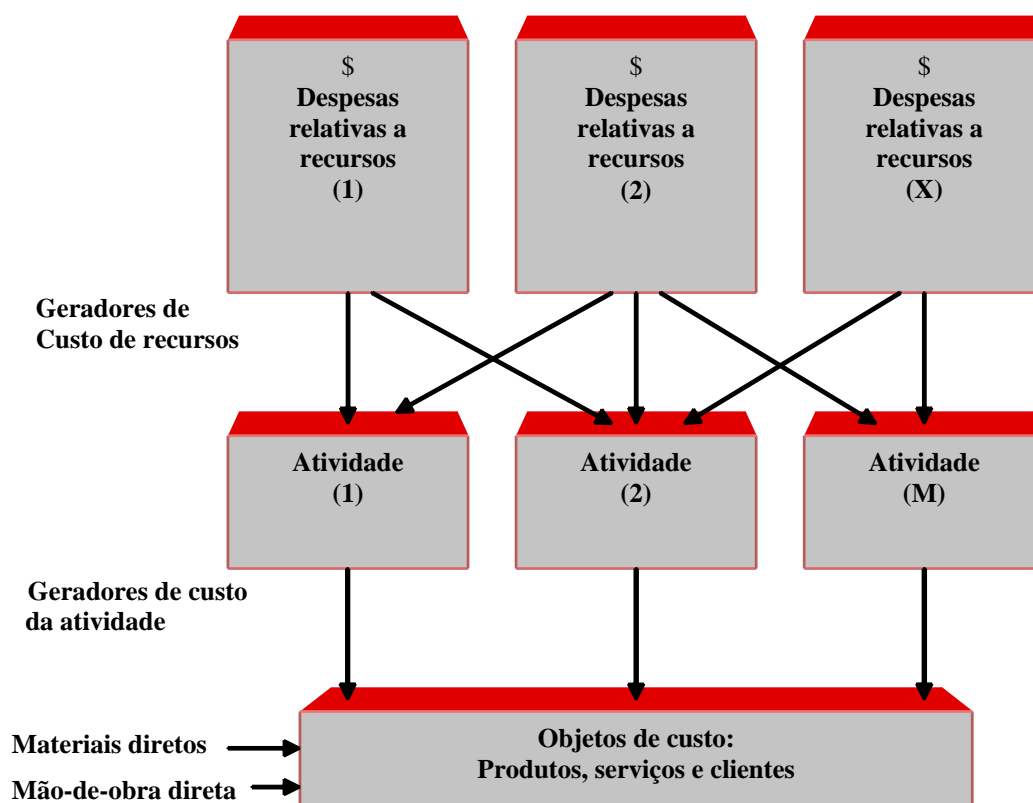 $
Despesas
relativas a
recursos
(1)
$
Despesas
relativas a
recursos
(2)
$
Despesas
relativas a
recursos
(X)
Geradores de
Custo de recursos
Atividade
(1)
Atividade
(2)
Atividade
(M)
Geradores de custo
da atividade
Materiais diretos
Mão-de-obra direta
Objetos de custo:
Produtos, serviços e clientes